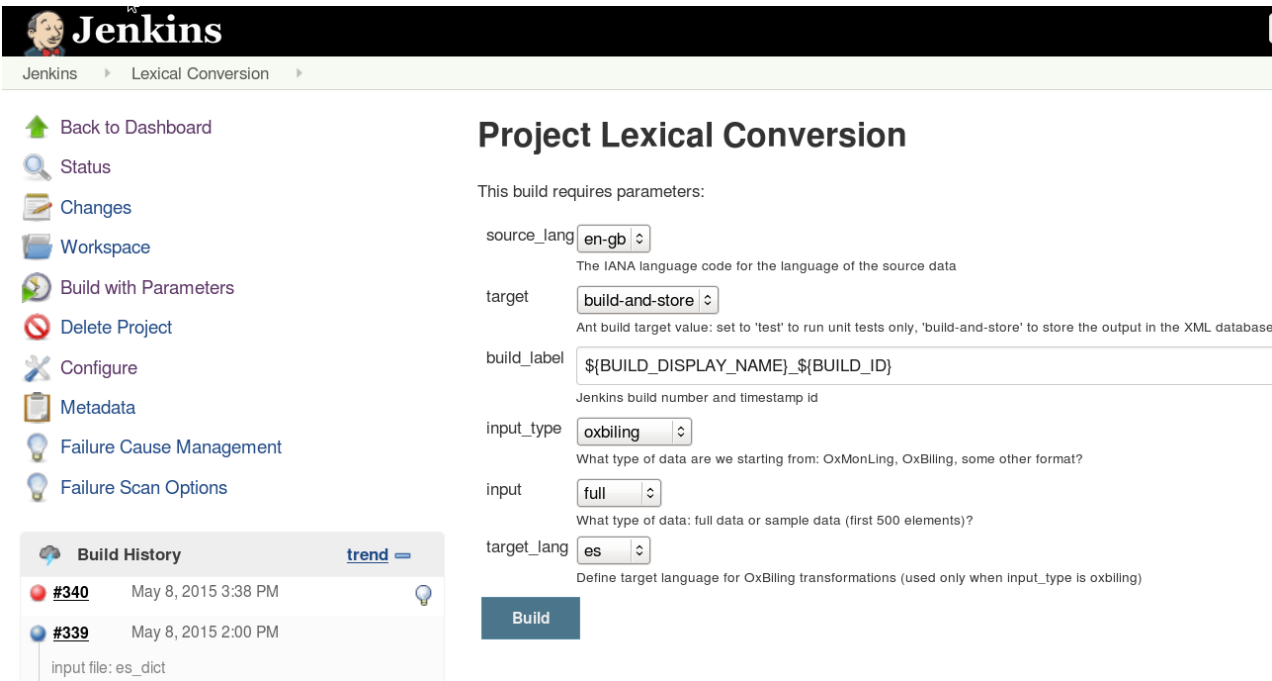 Jenkins
Jenkins Lexical Conversion
Back to Dashboard
Status
Changes
Workspace
Build with Parameters
Delete Project
Configure
Metadata
Failure Cause Management
Failure Scan Options
Build History trend
#340 May 8, 2015 3:38 PM
#339 May 8, 2015 2:00 PM
input file: es_dict
Project Lexical Conversion
This build requires parameters:
source_lang en-gb
The IANA language code for the language of the source data
target build-and-store
Ant build target value: set to 'test' to run unit tests only, 'build-and-store' to store the output in the XML database
build_label ${BUILD_DISPLAY_NAME}_${BUILD_ID}
Jenkins build number and timestamp id
input_type oxbiling
What type of data are we starting from: OxMonLing, OxBiling, some other format?
input full
What type of data: full data or sample data (first 500 elements)?
target_lang es
Define target language for OxBiling transformations (used only when input_type is oxbiling)
Build